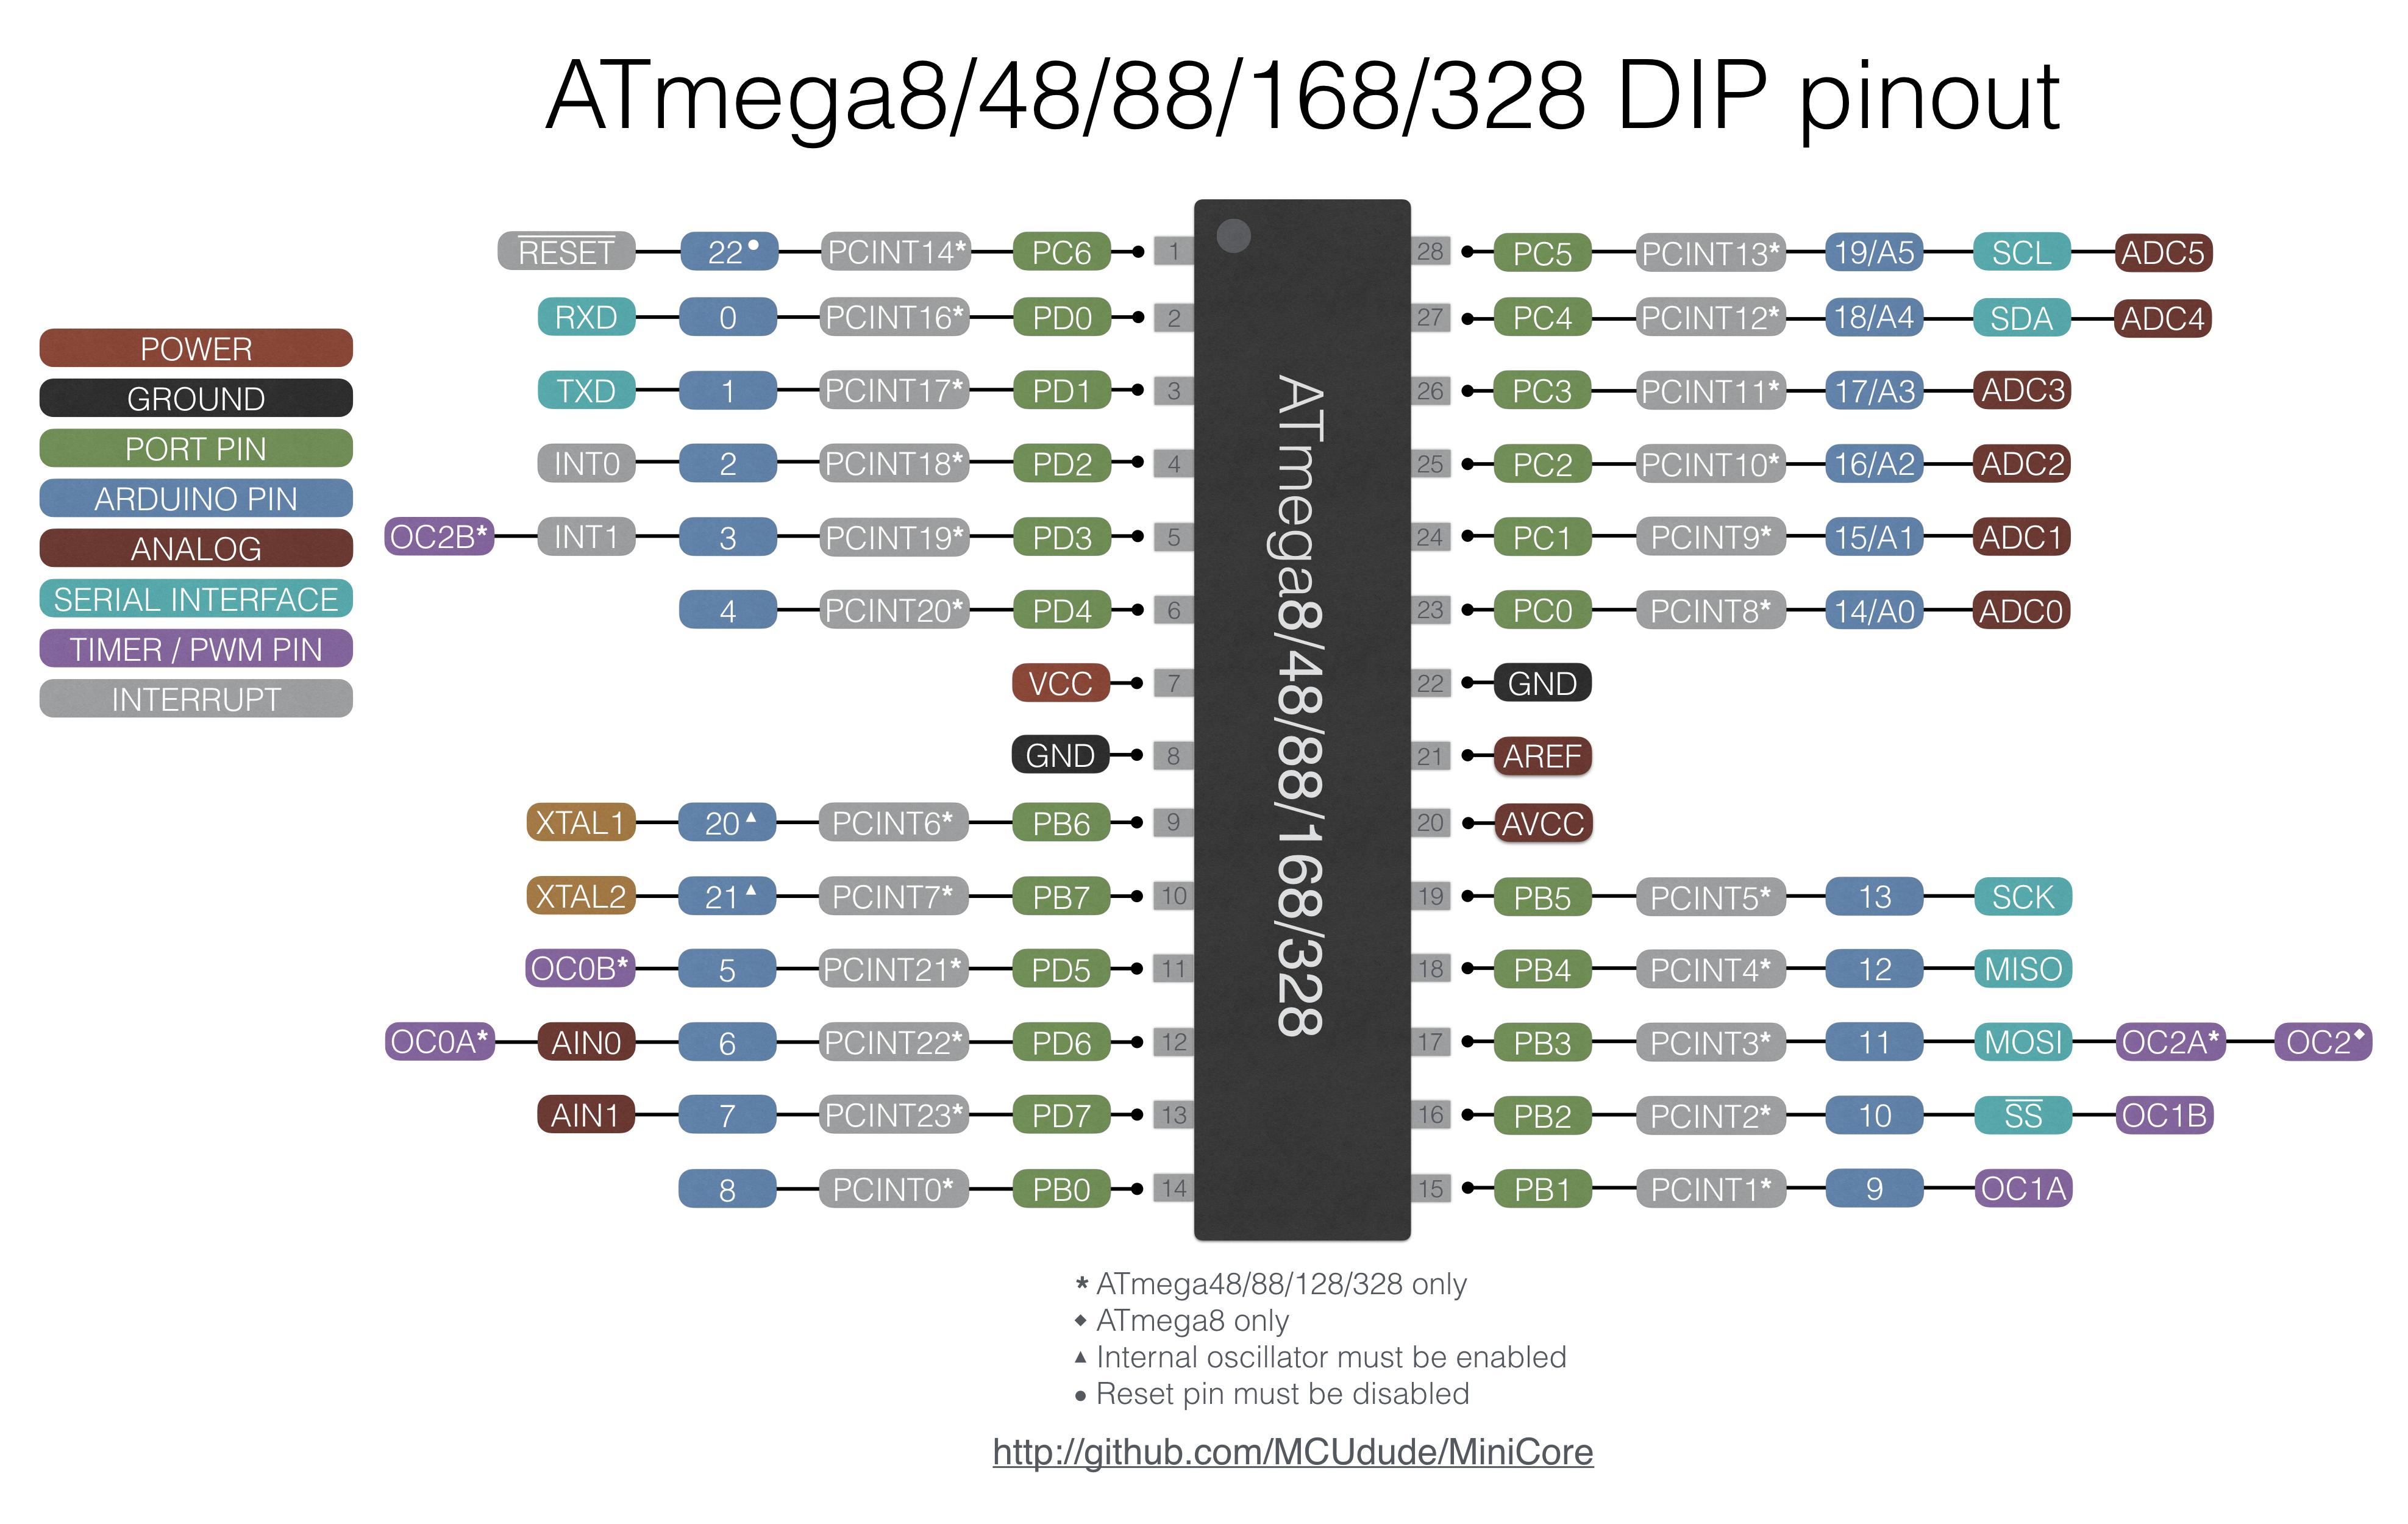 ATmega8/48/88/168/328 DIP pinout
RESET 22● PCINT14* PC6 1 28 PC5 PCINT13* 19/A5 SCL ADC5
RXD 0 PCINT16* PD0 2 27 PC4 PCINT12* 18/A4 SDA ADC4
POWER
TXD 1 PCINT17* PD1 3 26 PC3 PCINT11* 17/A3 ADC3
GROUND
PORT PIN
INT0 2 PCINT18* PD2 4 25 PC2 PCINT10* 16/A2 ADC2
ARDUINO PIN
OC2B* INT1 3 PCINT19* PD3 5 24 PC1 PCINT9* 15/A1 ADC1
ANALOG
SERIAL INTERFACE
4 PCINT20* PD4 6 23 PC0 PCINT8* 14/A0 ADC0
TIMER / PWM PIN
VCC 7 22 GND
INTERRUPT
GND 8 21 AREF
XTAL1 20▲ PCINT6* PB6 9 20 AVCC
XTAL2 21▲ PCINT7* PB7 10 19 PB5 PCINT5* 13 SCK
OC0B* 5 PCINT21* PD5 11 18 PB4 PCINT4* 12 MISO
OC0A* AIN0 6 PCINT22* PD6 12 17 PB3 PCINT3* 11 MOSI OC2A* OC2◆
AIN1 7 PCINT23* PD7 13 16 PB2 PCINT2* 10 SS OC1B
8 PCINT0* PB0 14 15 PB1 PCINT1* 9 OC1A
ATmega8/48/88/168/328
* ATmega48/88/128/328 only
◆ ATmega8 only
▲ Internal oscillator must be enabled
● Reset pin must be disabled
http://github.com/MCUdude/MiniCore